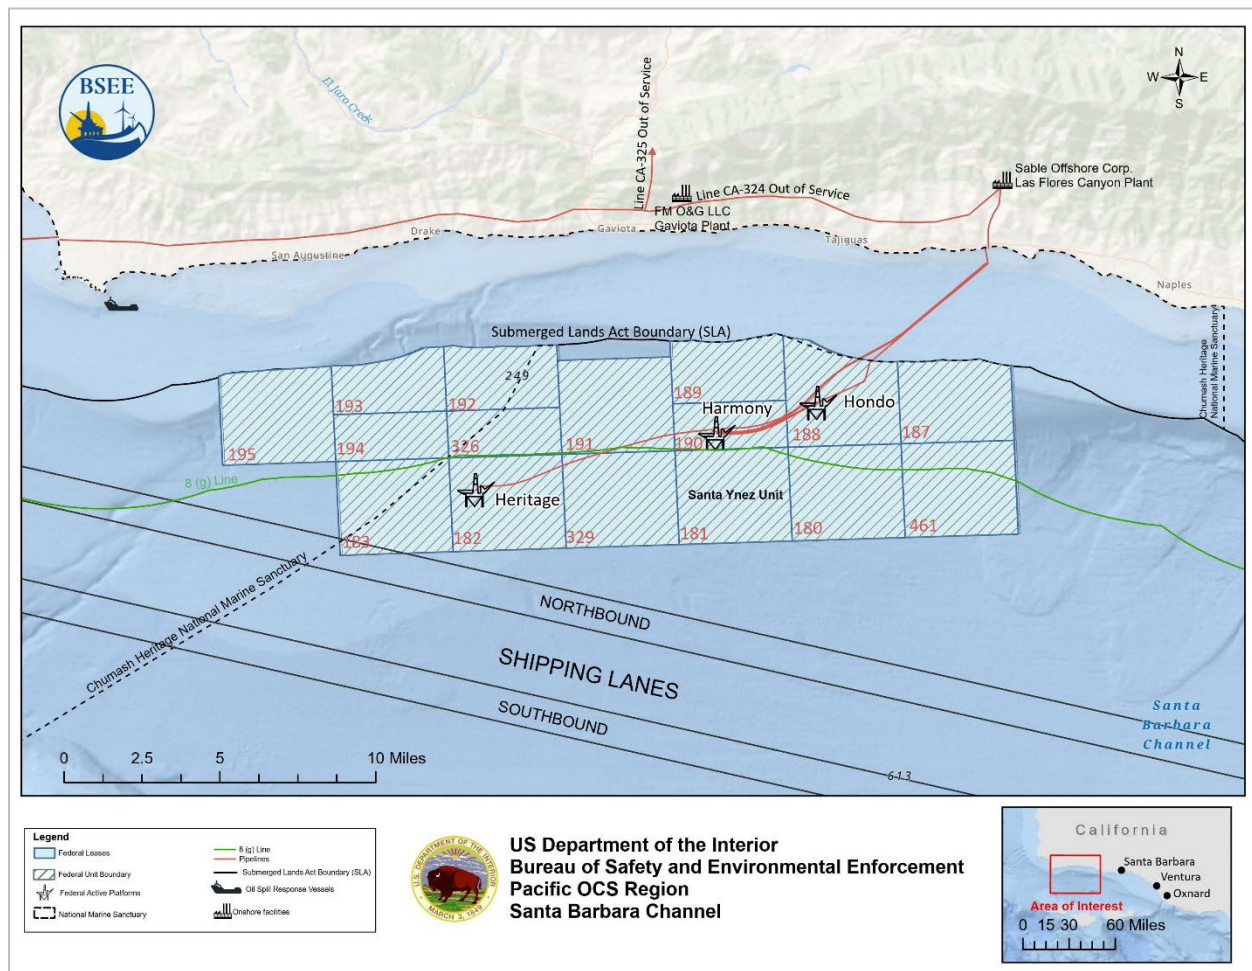 BSEE
El Jaro Creek
N
W E
S
Line CA-325 Out of Service
Line CA-324 Out of Service
Sable Offshore Corp.
Las Flores Canyon Plant
FM O&G LLC
Gaviota Plant
Drake
Gaviota
San Augustine
Tajiguas
Naples
Submerged Lands Act Boundary (SLA)
Chumash Heritage
National Marine Sanctuary
249
193
192
189
Harmony
Hondo
195
194
326
191
190
188
187
8 (g) Line
Heritage
Santa Ynez Unit
183
182
329
181
180
461
Chumash Heritage National Marine Sanctuary
NORTHBOUND
SHIPPING LANES
SOUTHBOUND
Santa
Barbara
Channel
613
0 2.5 5 10 Miles
Legend
Federal Leases
Federal Unit Boundary
Federal Active Platforms
National Marine Sanctuary
8 (g) Line
Pipelines
Submerged Lands Act Boundary (SLA)
Oil Spill Response Vessels
Onshore facilities
U.S. DEPARTMENT OF THE INTERIOR
MARCH 3, 1849
US Department of the Interior
Bureau of Safety and Environmental Enforcement
Pacific OCS Region
Santa Barbara Channel
California
Santa Barbara
Ventura
Oxnard
Area of Interest
0 15 30 60 Miles